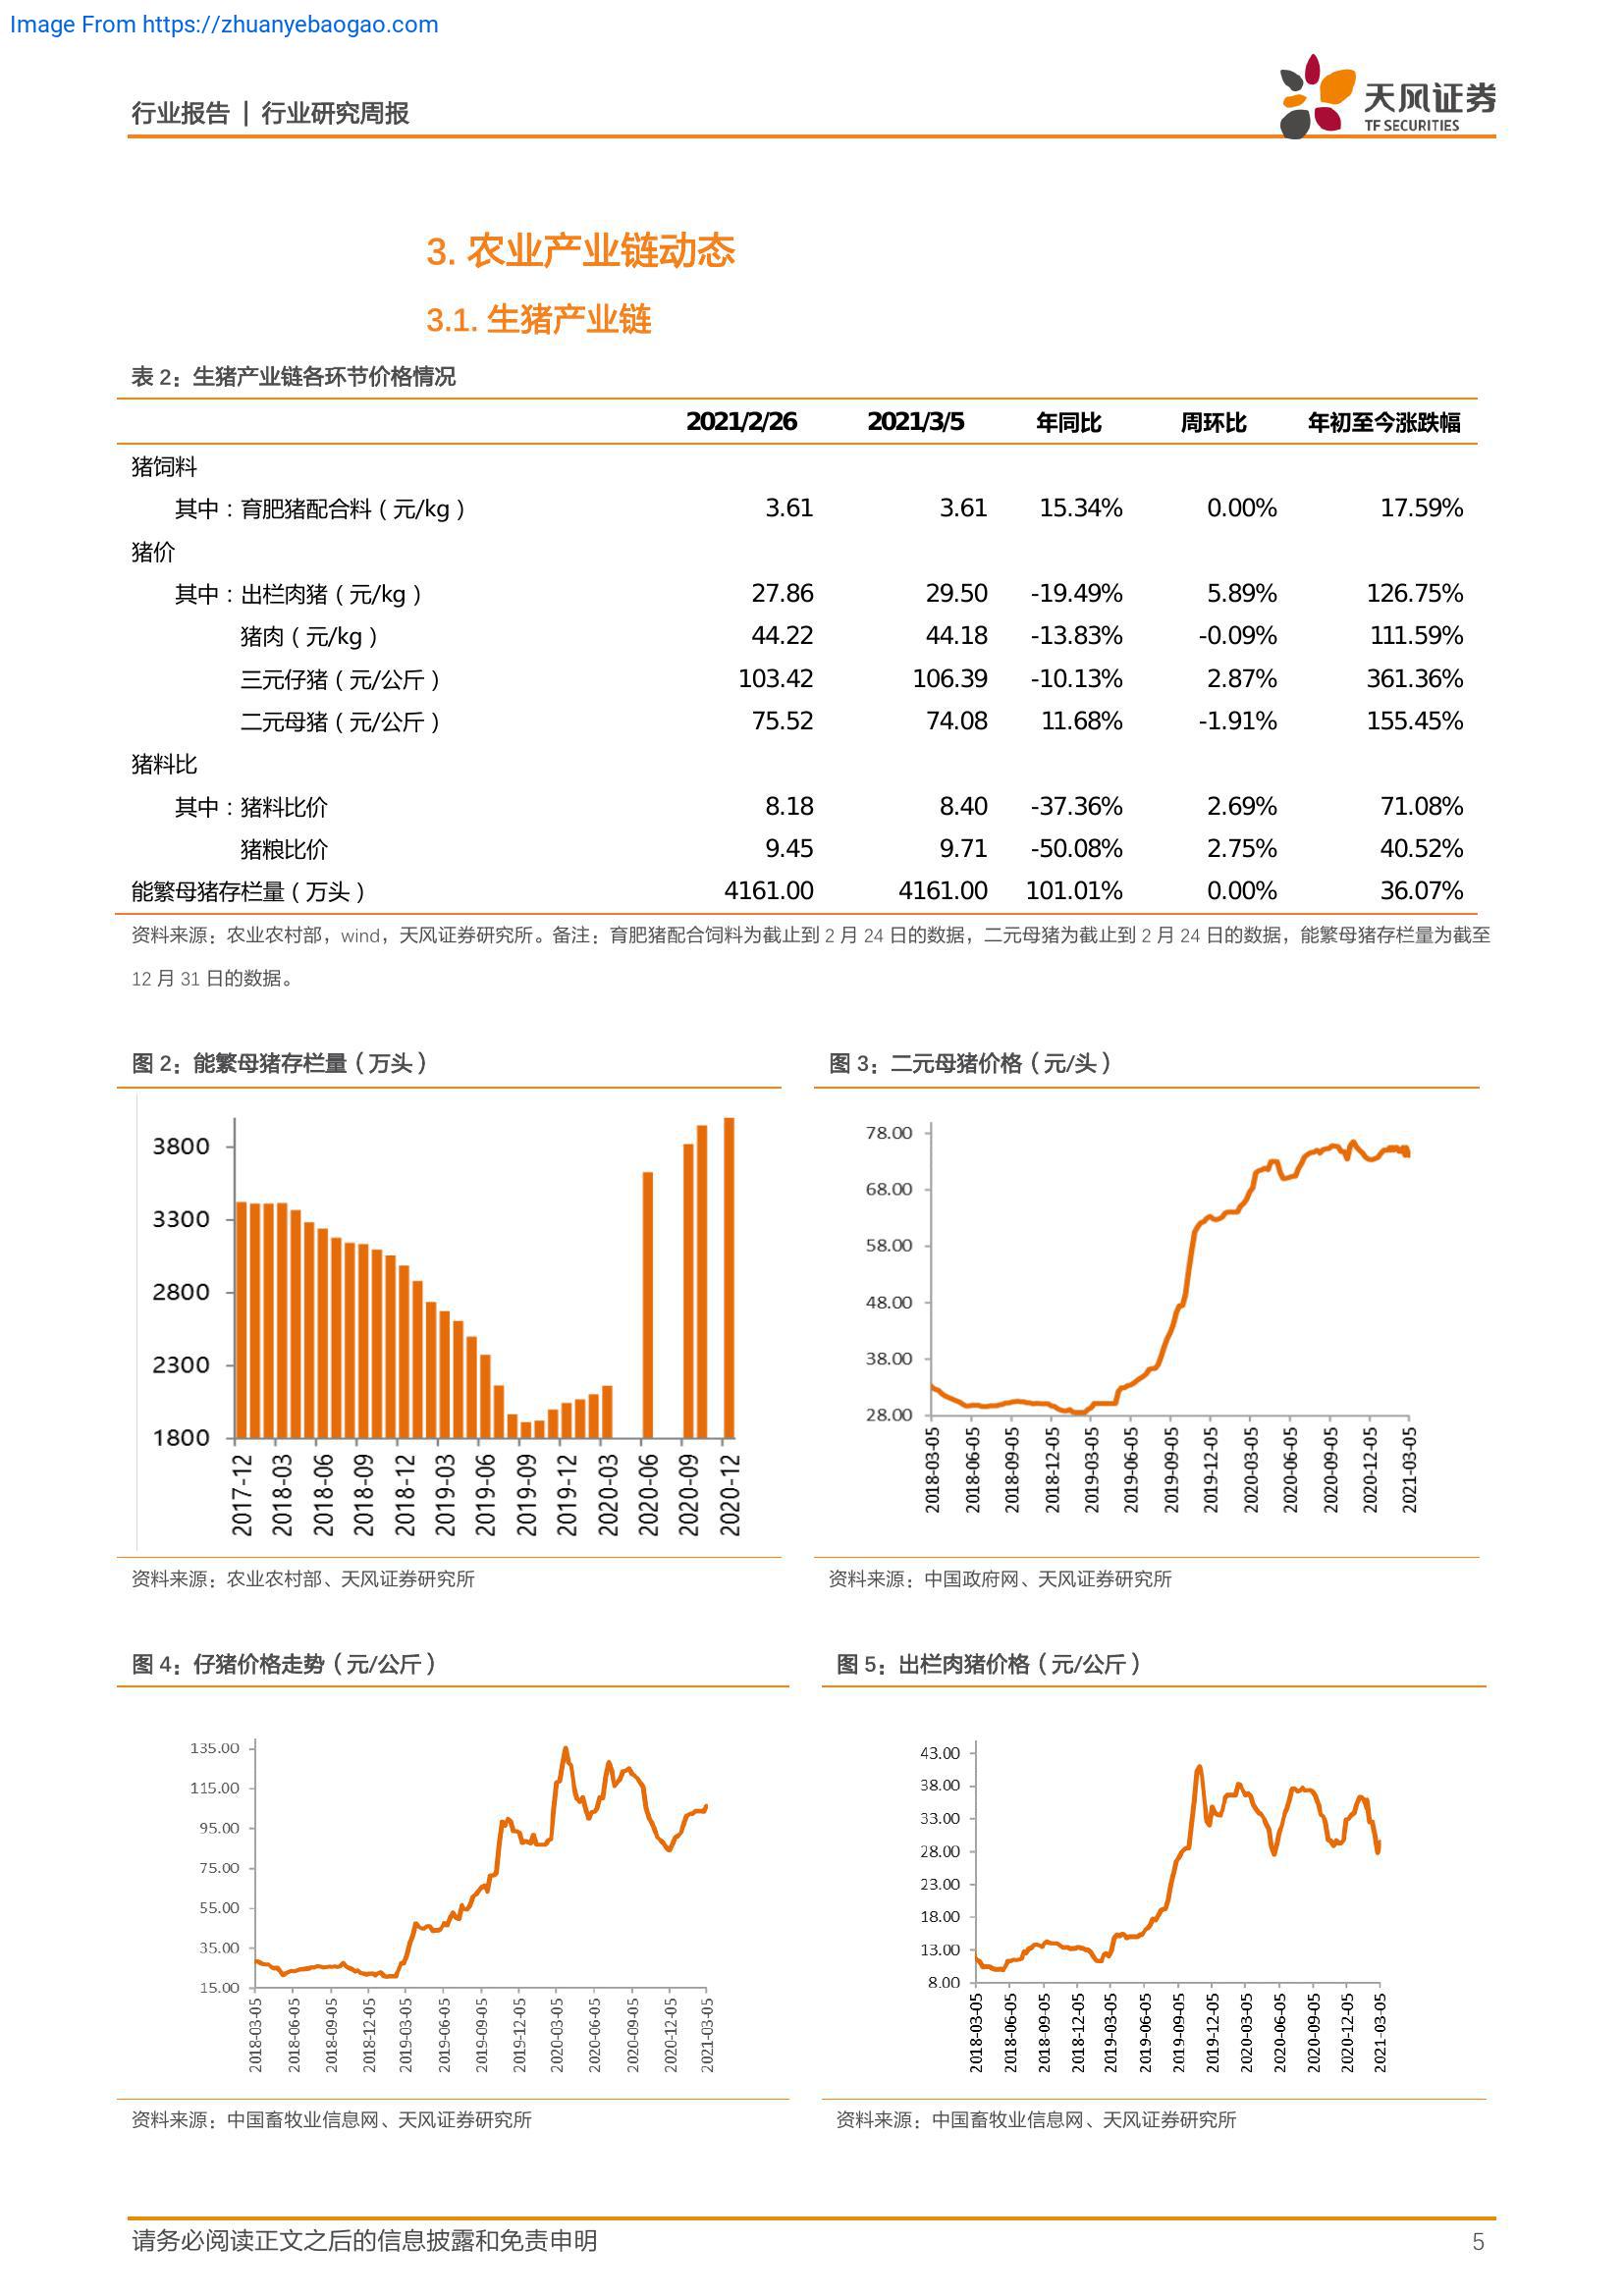 Image From https://zhuanyebaogao.com
行业报告 | 行业研究周报
天风证券
TF SECURITIES
3. 农业产业链动态
3.1. 生猪产业链
表 2：生猪产业链各环节价格情况
2021/2/26 2021/3/5 年同比 周环比 年初至今涨跌幅
猪饲料
其中：育肥猪配合料（元/kg） 3.61 3.61 15.34% 0.00% 17.59%
猪价
其中：出栏肉猪（元/kg） 27.86 29.50 -19.49% 5.89% 126.75%
猪肉（元/kg） 44.22 44.18 -13.83% -0.09% 111.59%
三元仔猪（元/公斤） 103.42 106.39 -10.13% 2.87% 361.36%
二元母猪（元/公斤） 75.52 74.08 11.68% -1.91% 155.45%
猪料比
其中：猪料比价 8.18 8.40 -37.36% 2.69% 71.08%
猪粮比价 9.45 9.71 -50.08% 2.75% 40.52%
能繁母猪存栏量（万头） 4161.00 4161.00 101.01% 0.00% 36.07%
资料来源：农业农村部，wind，天风证券研究所。备注：育肥猪配合饲料为截止到 2 月 24 日的数据，二元母猪为截止到 2 月 24 日的数据，能繁母猪存栏量为截至
12 月 31 日的数据。
图 2：能繁母猪存栏量（万头）
3800
3300
2800
2300
1800
2017-12 2018-03 2018-06 2018-09 2018-12 2019-03 2019-06 2019-09 2019-12 2020-03 2020-06 2020-09 2020-12
资料来源：农业农村部、天风证券研究所
图 3：二元母猪价格（元/头）
78.00
68.00
58.00
48.00
38.00
28.00
2018-03-05 2018-06-05 2018-09-05 2018-12-05 2019-03-05 2019-06-05 2019-09-05 2019-12-05 2020-03-05 2020-06-05 2020-09-05 2020-12-05 2021-03-05
资料来源：中国政府网、天风证券研究所
图 4：仔猪价格走势（元/公斤）
135.00
115.00
95.00
75.00
55.00
35.00
15.00
2018-03-05 2018-06-05 2018-09-05 2018-12-05 2019-03-05 2019-06-05 2019-09-05 2019-12-05 2020-03-05 2020-06-05 2020-09-05 2020-12-05 2021-03-05
资料来源：中国畜牧业信息网、天风证券研究所
图 5：出栏肉猪价格（元/公斤）
43.00
38.00
33.00
28.00
23.00
18.00
13.00
8.00
2018-03-05 2018-06-05 2018-09-05 2018-12-05 2019-03-05 2019-06-05 2019-09-05 2019-12-05 2020-03-05 2020-06-05 2020-09-05 2020-12-05 2021-03-05
资料来源：中国畜牧业信息网、天风证券研究所
请务必阅读正文之后的信息披露和免责申明 5